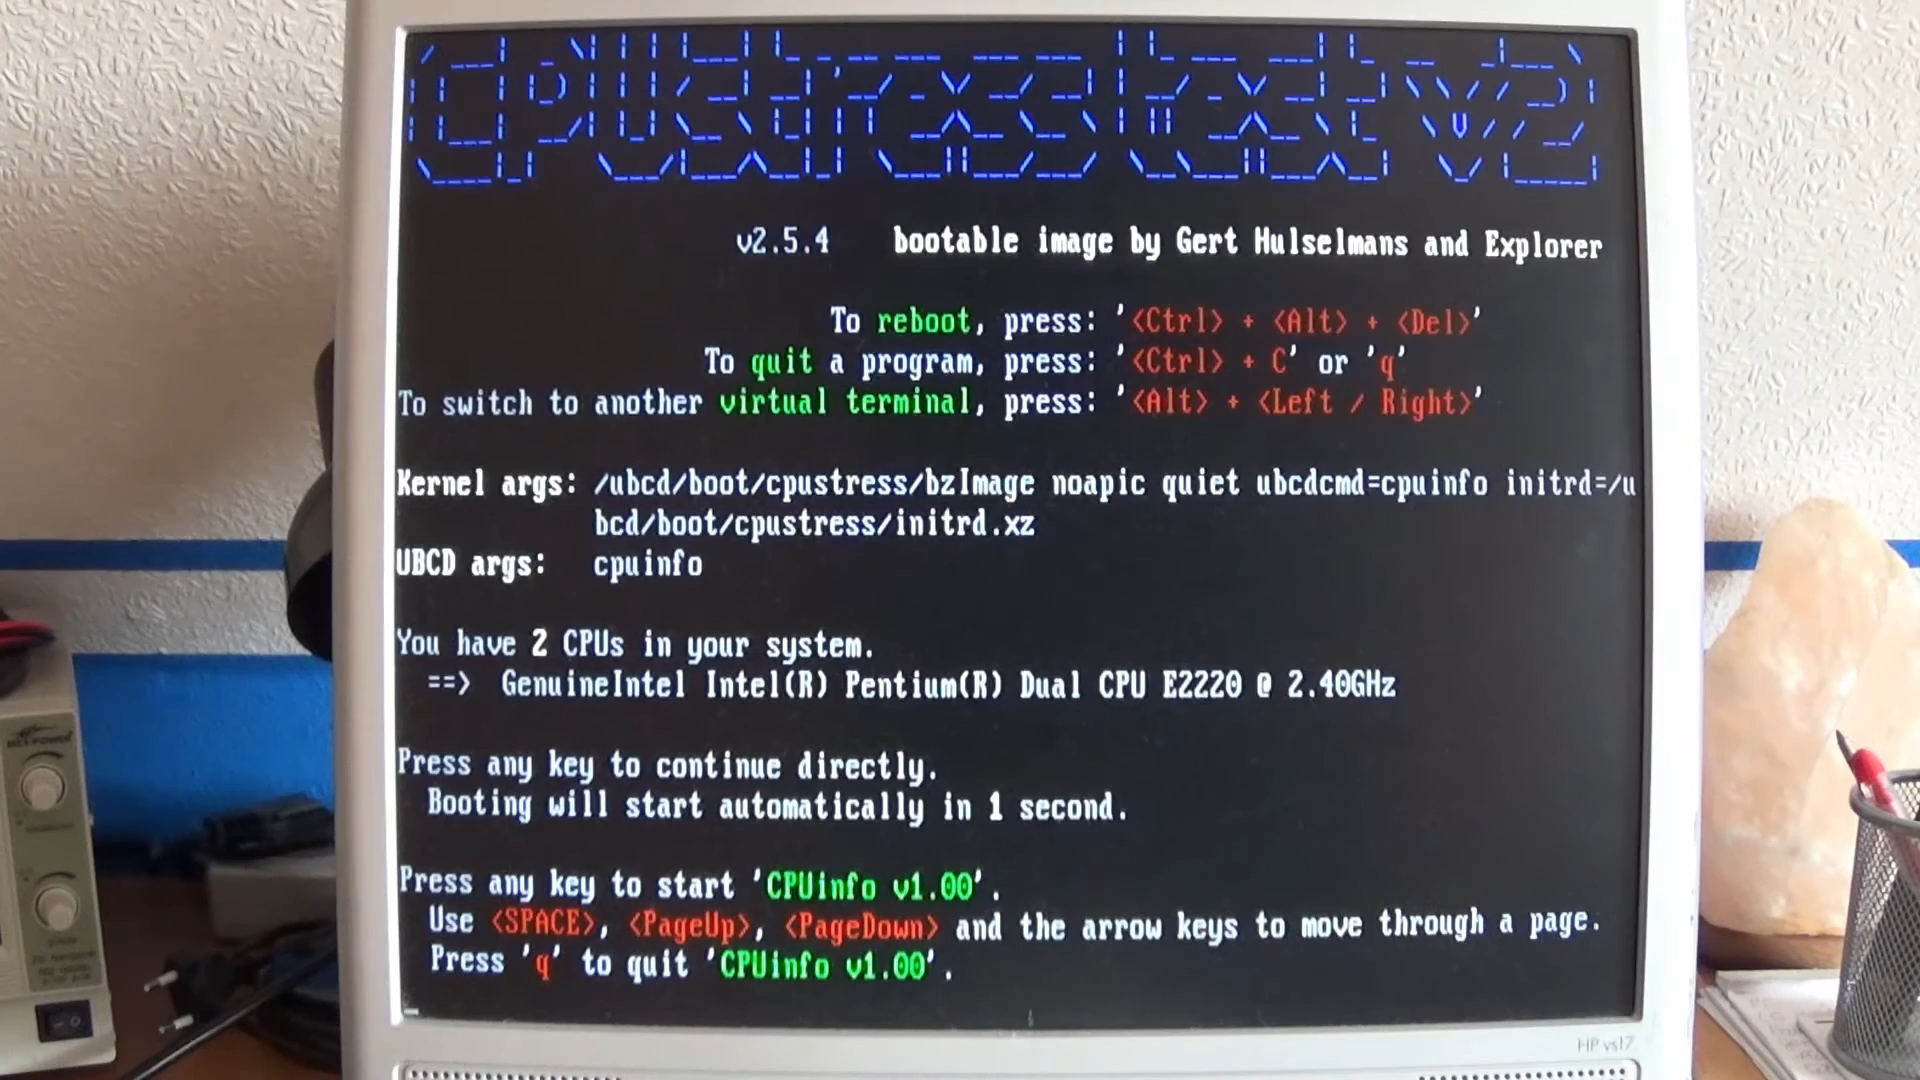 CPUstress test v2
v2.5.4 bootable image by Gert Hulselmans and Explorer
To reboot, press: '<Ctrl> + <Alt> + <Del>'
To quit a program, press: '<Ctrl> + C' or 'q'
To switch to another virtual terminal, press: '<Alt> + <Left / Right>'
Kernel args: /ubcd/boot/cpustress/bzImage noapic quiet ubcdcmd=cpuinfo initrd=/u
bcd/boot/cpustress/initrd.xz
UBCD args: cpuinfo
You have 2 CPUs in your system.
==> GenuineIntel Intel(R) Pentium(R) Dual CPU E2220 @ 2.40GHz
Press any key to continue directly.
Booting will start automatically in 1 second.
Press any key to start 'CPUinfo v1.00'.
Use <SPACE>, <PageUp>, <PageDown> and the arrow keys to move through a page.
Press 'q' to quit 'CPUinfo v1.00'.
HP vs17